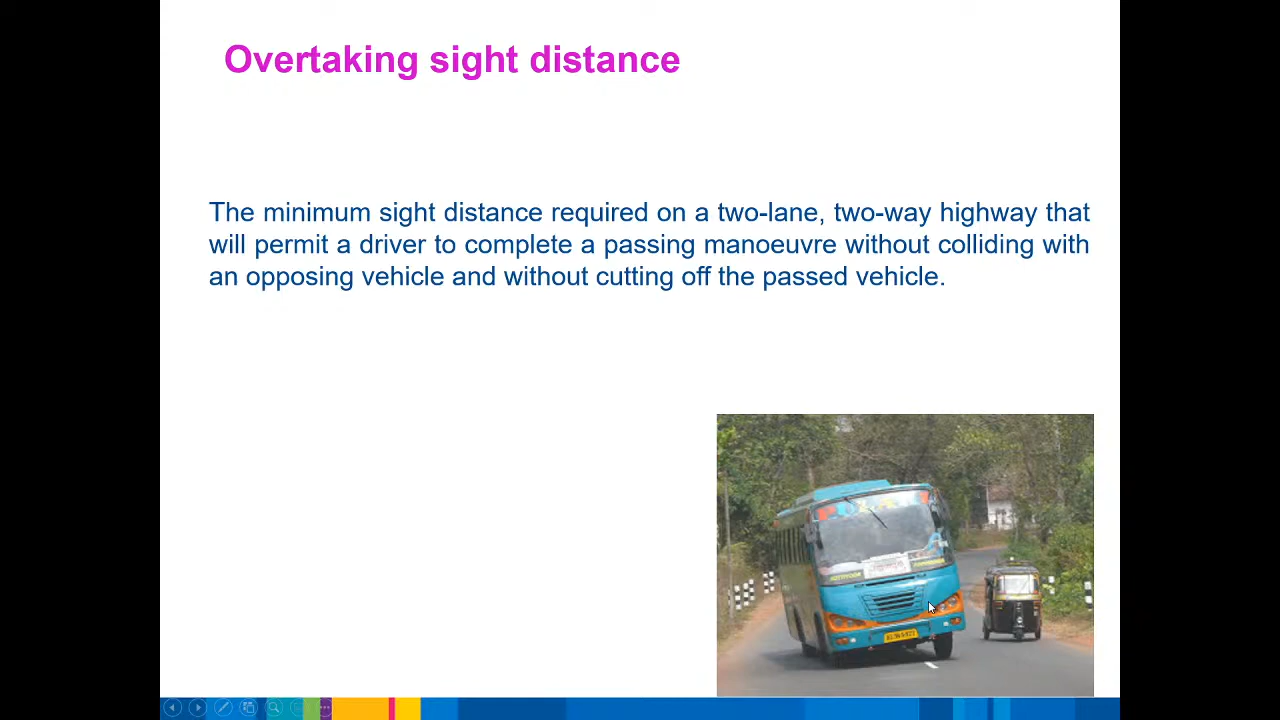 Overtaking sight distance
The minimum sight distance required on a two-lane, two-way highway that
will permit a driver to complete a passing manoeuvre without colliding with
an opposing vehicle and without cutting off the passed vehicle.